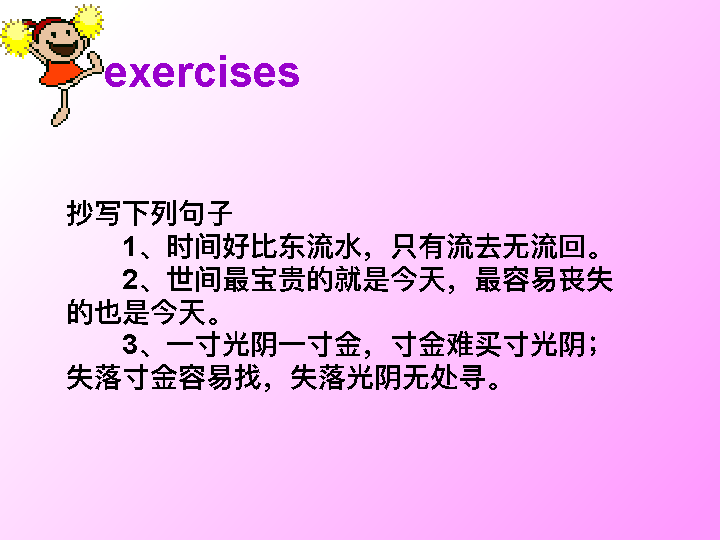 exercises
抄写下列句子
1、时间好比东流水，只有流去无流回。
2、世间最宝贵的就是今天，最容易丧失
的也是今天。
3、一寸光阴一寸金，寸金难买寸光阴；
失落寸金容易找，失落光阴无处寻。